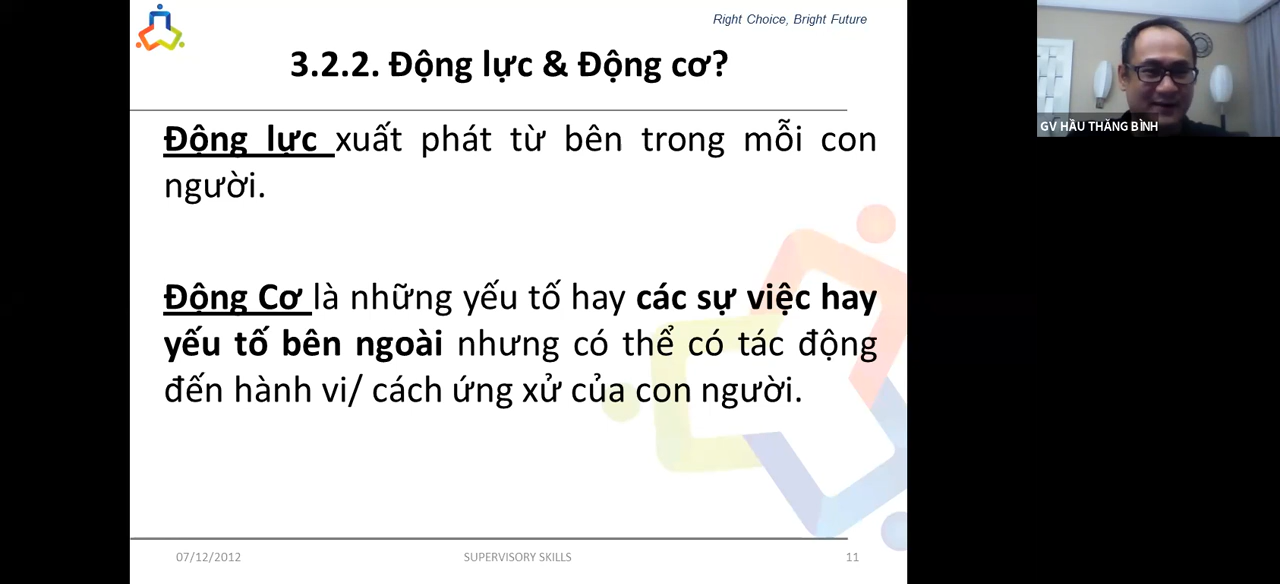 Right Choice, Bright Future
3.2.2. Động lực & Động cơ?
Động lực xuất phát từ bên trong mỗi con
người.
Động Cơ là những yếu tố hay các sự việc hay
yếu tố bên ngoài nhưng có thể có tác động
đến hành vi/ cách ứng xử của con người.
07/12/2012
SUPERVISORY SKILLS
11
GV HẦU THĂNG BÌNH